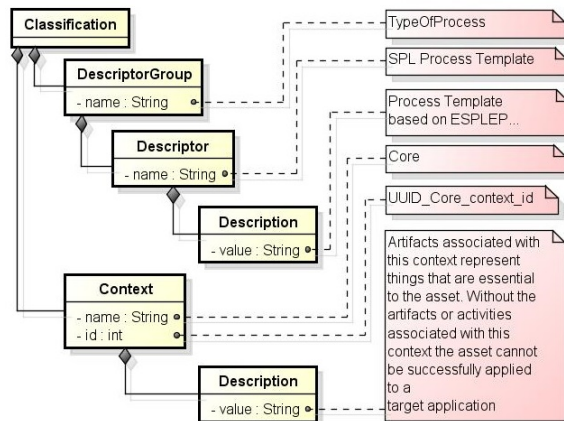 Classification
TypeOfProcess
DescriptorGroup
- name : String
SPL Process Template
Descriptor
- name : String
Process Template
based on ESPLEP...
Core
Description
- value : String
UUID_Core_context_id
Context
- name : String
- id : int
Artifacts associated with
this context represent
things that are essential
to the asset. Without the
artifacts or activities
associated with this
context the asset cannot
be successfully applied
to a
target application
Description
- value : String